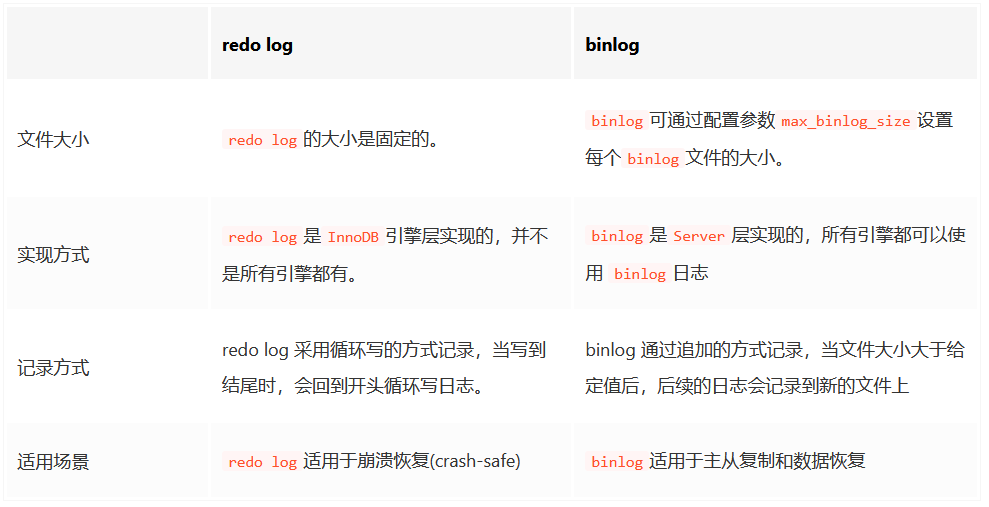 redo log binlog
文件大小
redo log 的大小是固定的。
binlog 可通过配置参数 max_binlog_size 设置
每个 binlog 文件的大小。
实现方式
redo log 是 InnoDB 引擎层实现的，并不
是所有引擎都有。
binlog 是 Server 层实现的，所有引擎都可以使
用 binlog 日志
记录方式
redo log 采用循环写的方式记录，当写到
结尾时，会回到开头循环写日志。
binlog 通过追加的方式记录，当文件大小大于给
定值后，后续的日志会记录到新的文件上
适用场景
redo log 适用于崩溃恢复(crash-safe)
binlog 适用于主从复制和数据恢复